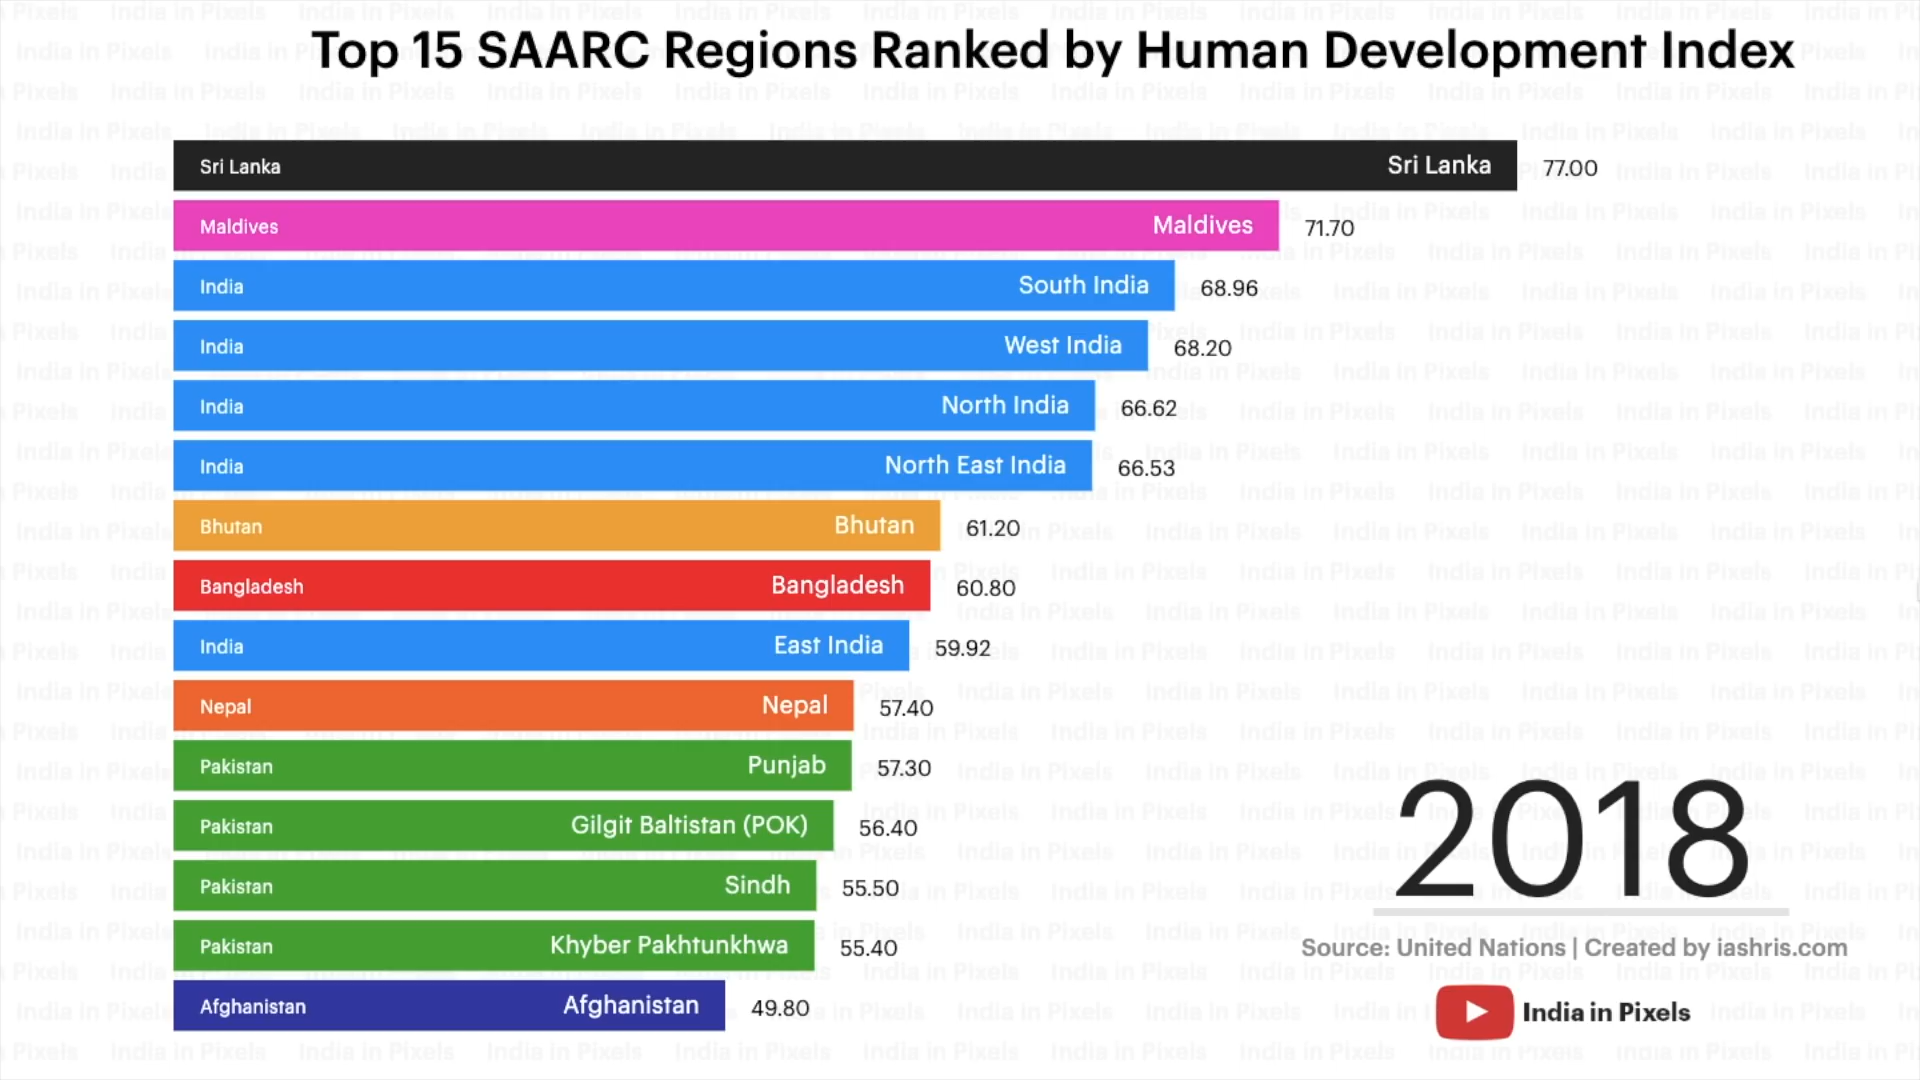 Top 15 SAARC Regions Ranked by Human Development Index
Sri Lanka Sri Lanka 77.00
Maldives Maldives 71.70
India South India 68.96
India West India 68.20
India North India 66.62
India North East India 66.53
Bhutan Bhutan 61.20
Bangladesh Bangladesh 60.80
India East India 59.92
Nepal Nepal 57.40
Pakistan Punjab 57.30
Pakistan Gilgit Baltistan (POK) 56.40
Pakistan Sindh 55.50
Pakistan Khyber Pakhtunkhwa 55.40
Afghanistan Afghanistan 49.80
2018
Source: United Nations | Created by iashris.com
India in Pixels